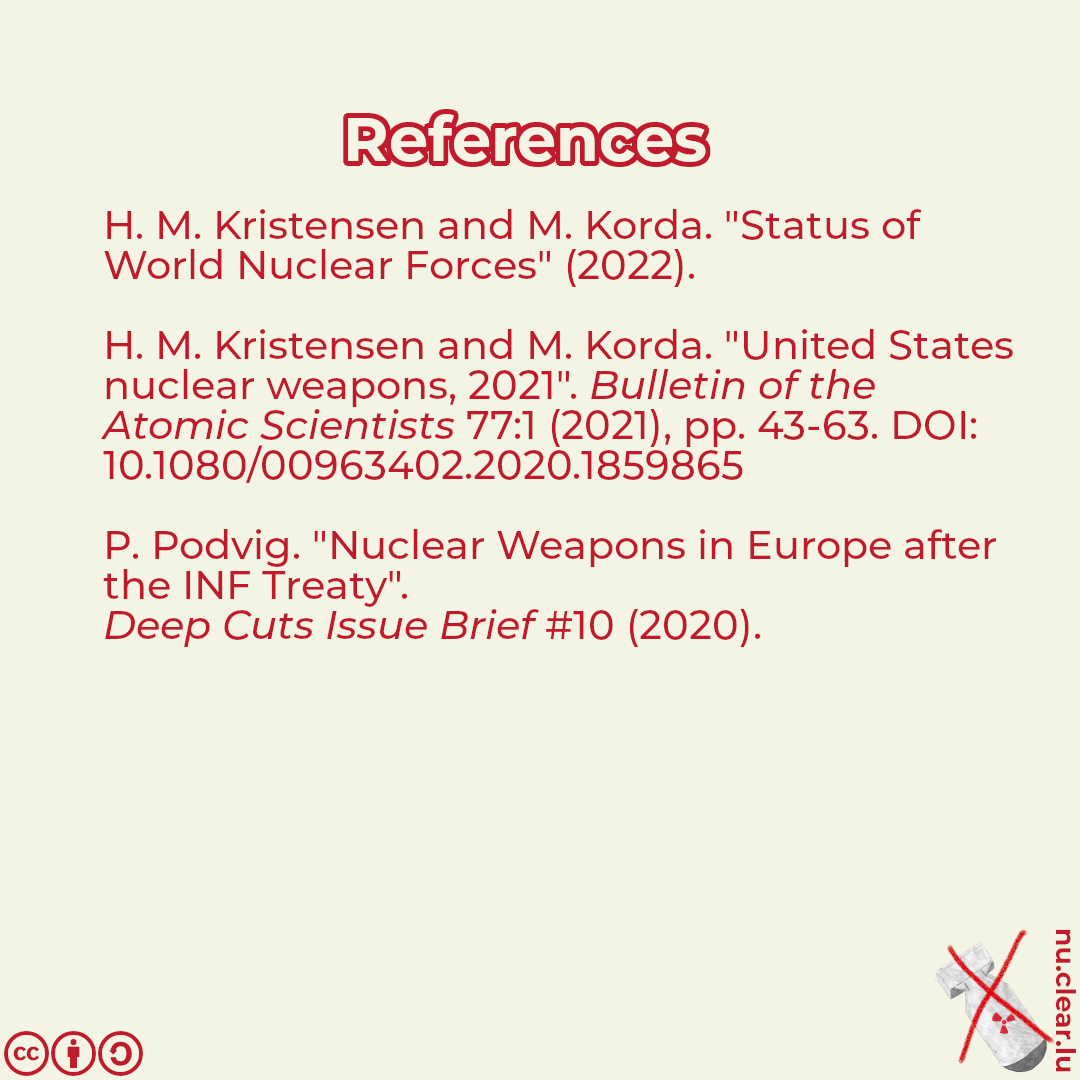 References
H. M. Kristensen and M. Korda. "Status of
World Nuclear Forces" (2022).
H. M. Kristensen and M. Korda. "United States
nuclear weapons, 2021". Bulletin of the
Atomic Scientists 77:1 (2021), pp. 43-63. DOI:
10.1080/00963402.2020.1859865
P. Podvig. "Nuclear Weapons in Europe after
the INF Treaty".
Deep Cuts Issue Brief #10 (2020).
cc
nu.clear.lu